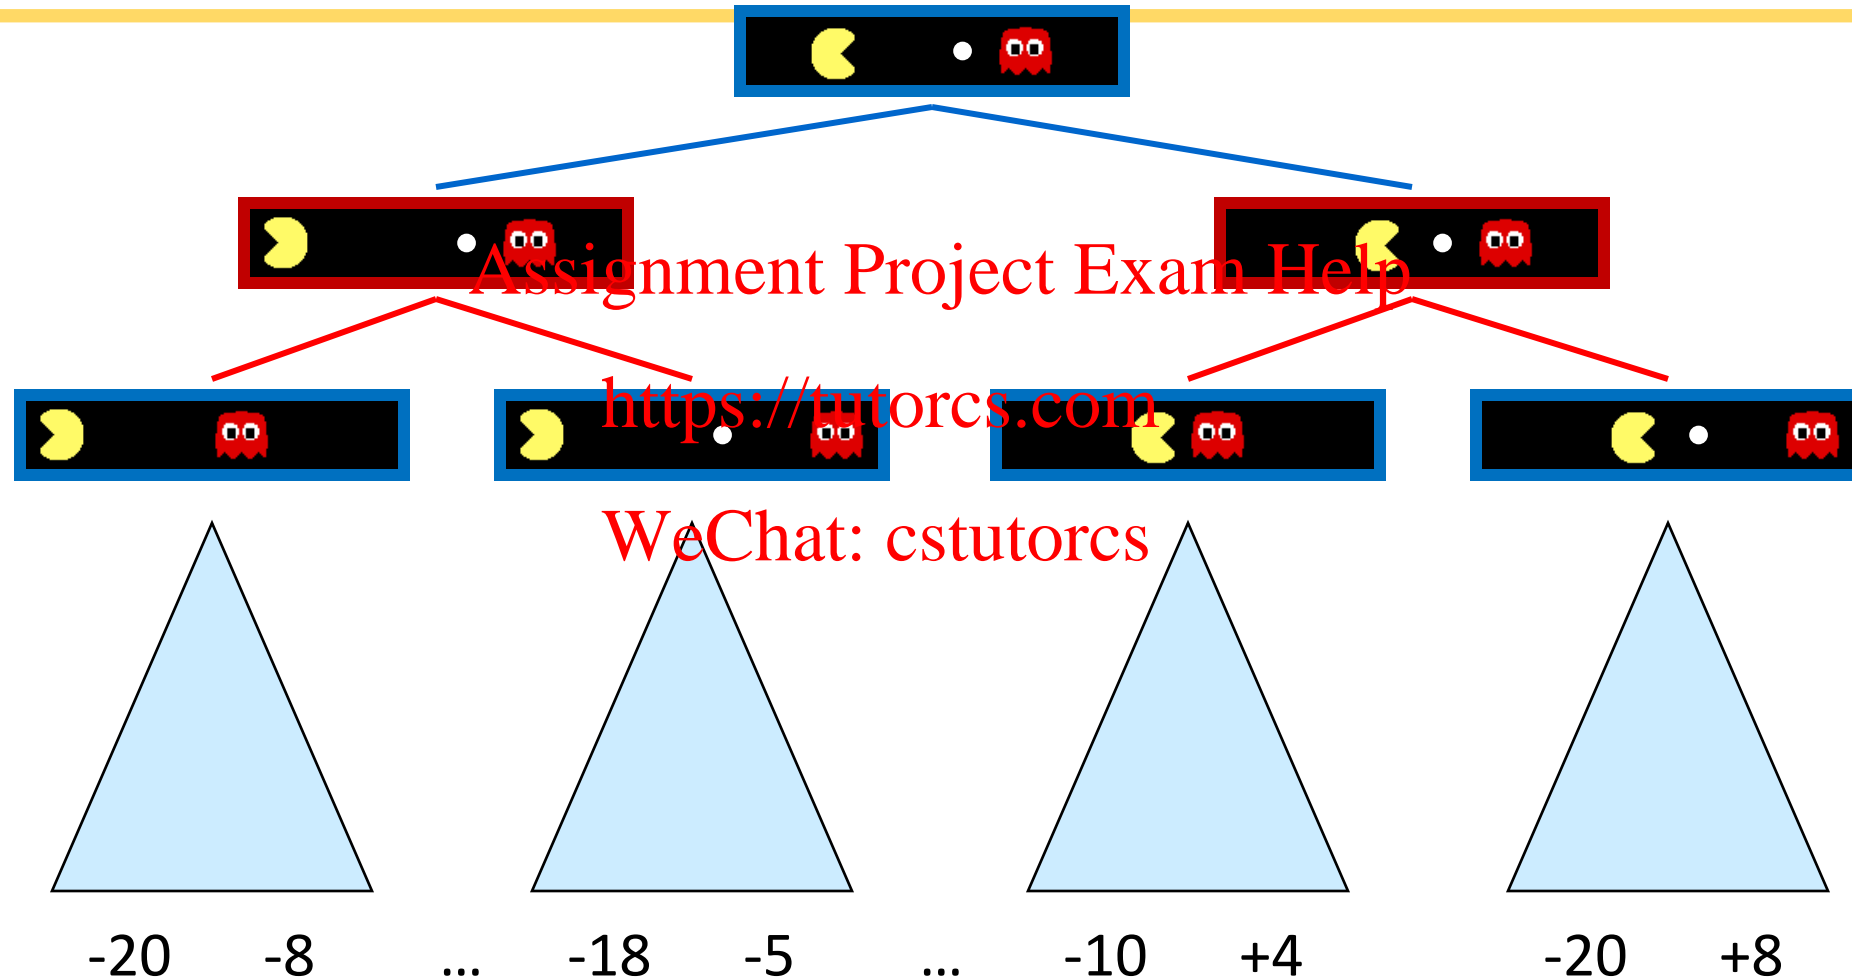 Assignment Project Exam Help
https://tutorcs.com
WeChat: cstutorcs
-20 -8 ... -18 -5 ... -10 +4 -20 +8